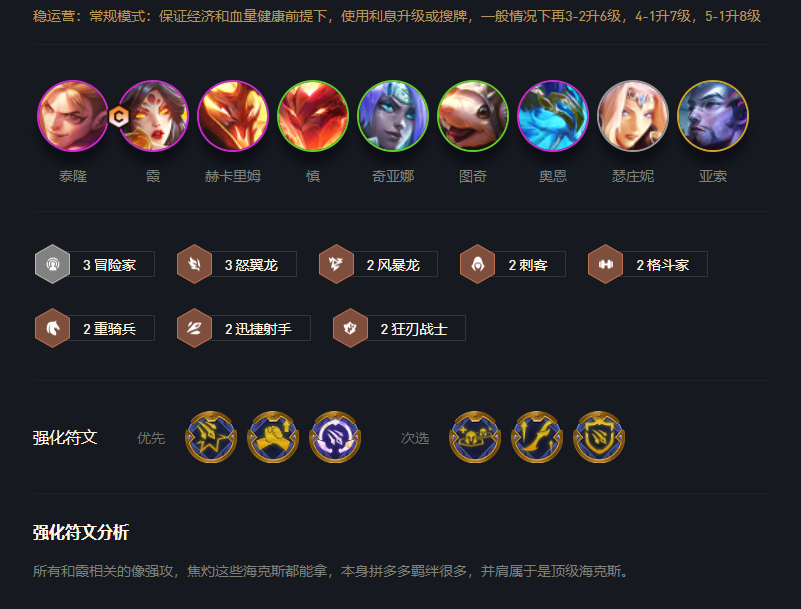 稳运营：常规模式：保证经济和血量健康前提下，使用利息升级或搜牌，一般情况下再3-2升6级，4-1升7级，5-1升8级
C
泰隆 霞 赫卡里姆 慎 奇亚娜 图奇 奥恩 瑟庄妮 亚索
3 冒险家 3 怒翼龙 2 风暴龙 2 刺客 2 格斗家
2 重骑兵 2 迅捷射手 2 狂刃战士
强化符文 优先 次选
强化符文分析
所有和霞相关的像强攻，焦灼这些海克斯都能拿，本身拼多多羁绊很多，并肩属于是顶级海克斯。